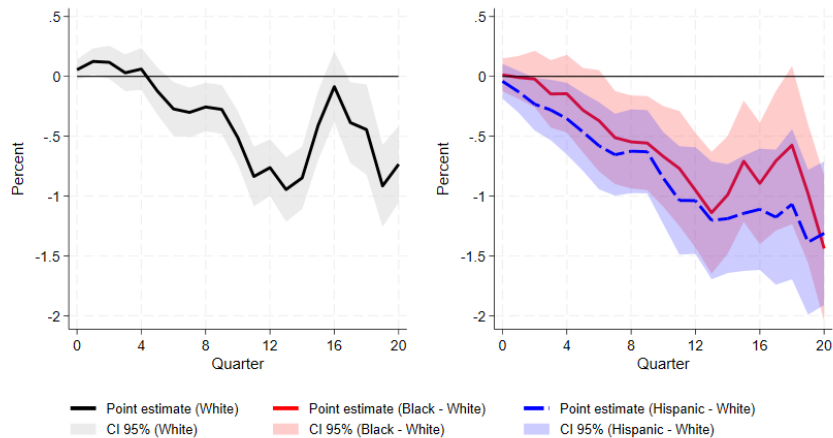 .5
0
-.5
-1
-1.5
-2
Percent
0 4 8 12 16 20
Quarter
.5
0
-.5
-1
-1.5
-2
Percent
0 4 8 12 16 20
Quarter
Point estimate (White) Point estimate (Black - White) Point estimate (Hispanic - White)
CI 95% (White) CI 95% (Black - White) CI 95% (Hispanic - White)